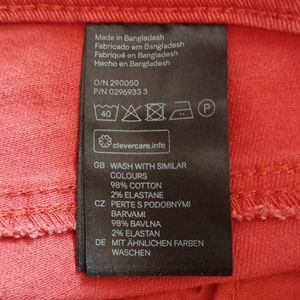 Made in Bangladesh
Fabricado em Bangladesh
Fabriqué en Bangladesh
Hecho en Bangladesh
O/N 290050
P/N 0296933 3
40 P
clevercare.info
GB WASH WITH SIMILAR
COLOURS
98% COTTON
2% ELASTANE
CZ PERTE S PODOBNÝMI
BARVAMI
98% BAVLNA
2% ELASTAN
DE MIT ÄHNLICHEN FARBEN
WASCHEN